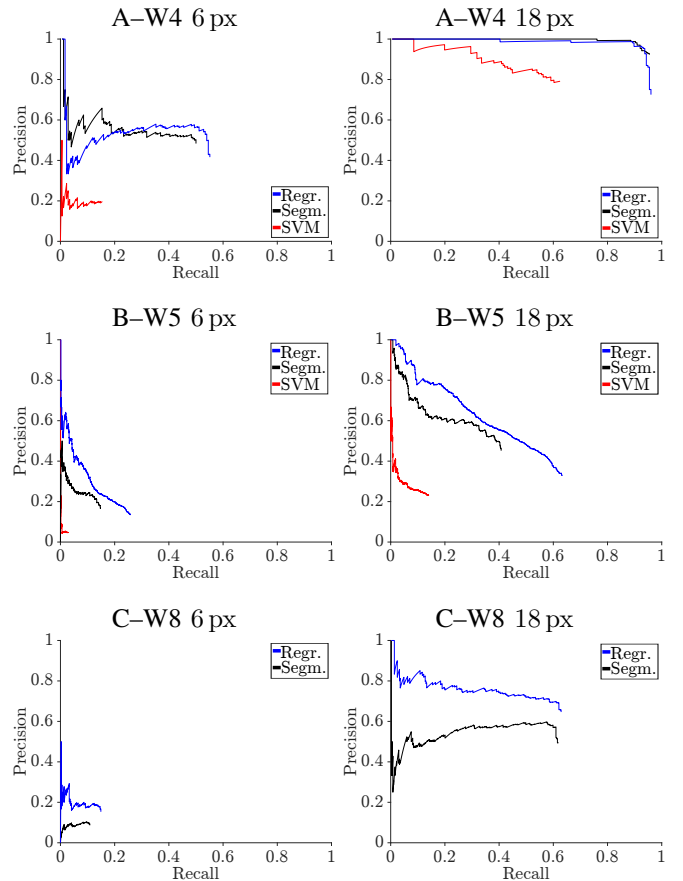 A–W4 6 px
1
0.8
0.6
0.4
0.2
0
Precision
Regr.
Segm.
SVM
0 0.2 0.4 0.6 0.8 1
Recall
A–W4 18 px
1
0.8
0.6
0.4
0.2
0
Precision
Regr.
Segm.
SVM
0 0.2 0.4 0.6 0.8 1
Recall
B–W5 6 px
1
0.8
0.6
0.4
0.2
0
Precision
Regr.
Segm.
SVM
0 0.2 0.4 0.6 0.8 1
Recall
B–W5 18 px
1
0.8
0.6
0.4
0.2
0
Precision
Regr.
Segm.
SVM
0 0.2 0.4 0.6 0.8 1
Recall
C–W8 6 px
1
0.8
0.6
0.4
0.2
0
Precision
Regr.
Segm.
0 0.2 0.4 0.6 0.8 1
Recall
C–W8 18 px
1
0.8
0.6
0.4
0.2
0
Precision
Regr.
Segm.
0 0.2 0.4 0.6 0.8 1
Recall